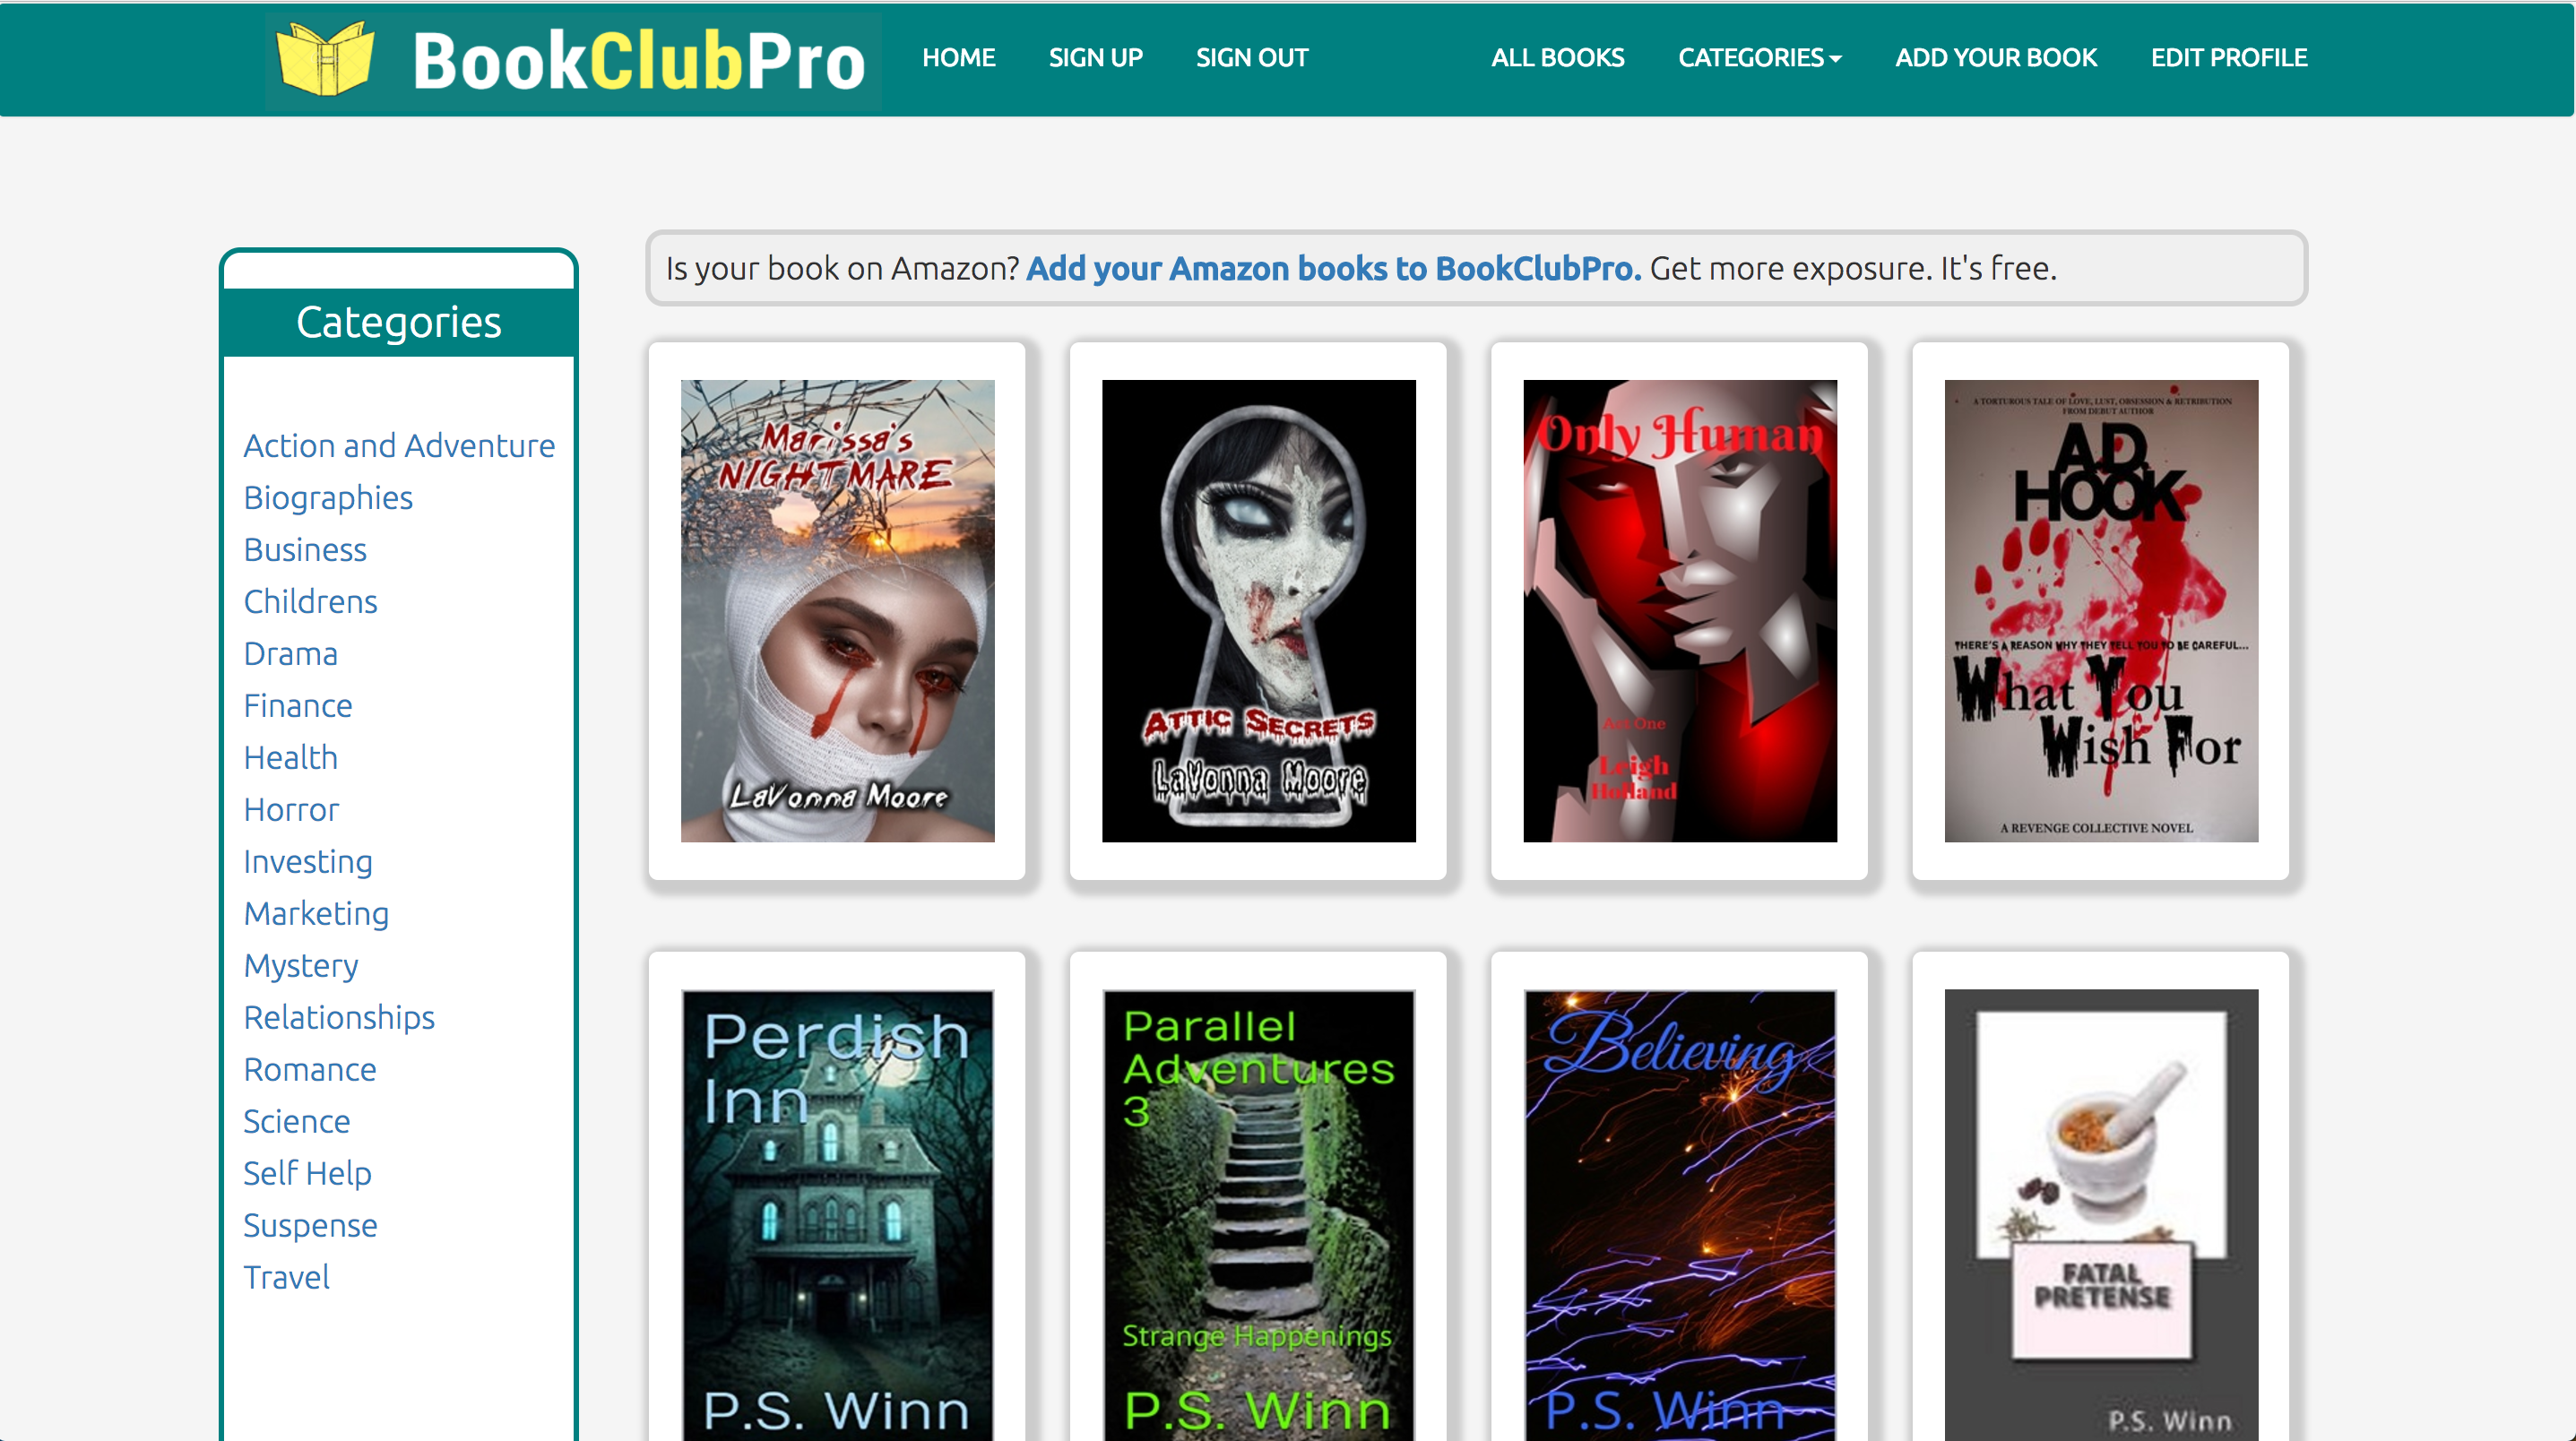 BookClubPro
HOME
SIGN UP
SIGN OUT
ALL BOOKS
CATEGORIES
ADD YOUR BOOK
EDIT PROFILE
Is your book on Amazon? Add your Amazon books to BookClubPro. Get more exposure. It's free.
Categories
Action and Adventure
Biographies
Business
Childrens
Drama
Finance
Health
Horror
Investing
Marketing
Mystery
Relationships
Romance
Science
Self Help
Suspense
Travel
Marissa's
NIGHTMARE
LaVonna Moore
ATTIC SECRETS
LaVonna Moore
Only Human
Act One
Leigh
Holland
A TORTUROUS TALE OF LOVE, LUST, OBSESSION & RETRIBUTION
FROM DEBUT AUTHOR
AD
HOOK
THERE'S A REASON WHY THEY TELL YOU TO BE CAREFUL...
What You
Wish For
A REVENGE COLLECTIVE NOVEL
Perdish
Inn
P.S. Winn
Parallel
Adventures
3
Strange Happenings
P.S. Winn
Believing
P.S. Winn
FATAL
PRETENSE
P.S. Winn